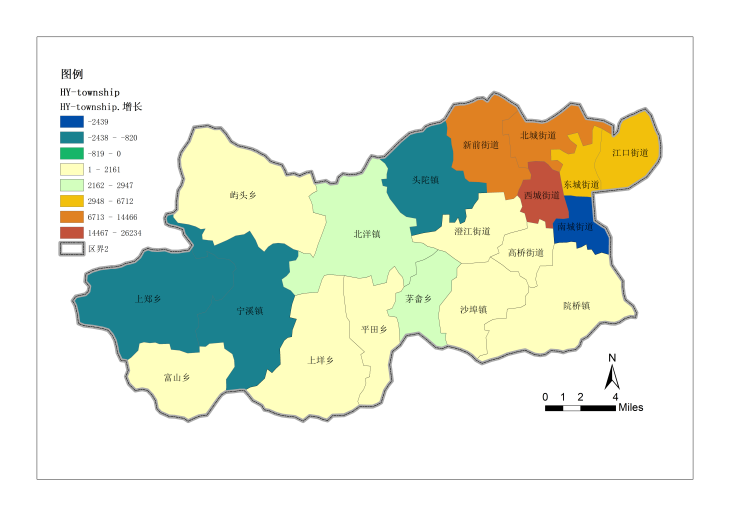 图例
HY-township
HY-township.增长
-2439
-2438 - -820
-819 - 0
1 - 2161
2162 - 2947
2948 - 6712
6713 - 14466
14467 - 26234
区界2
新前街道
北城街道
江口街道
头陀镇
东城街道
西城街道
屿头乡
北洋镇
澄江街道
南城街道
高桥街道
上郑乡
宁溪镇
茅畲乡
沙埠镇
院桥镇
平田乡
上垟乡
富山乡
N
0 1 2 4
Miles